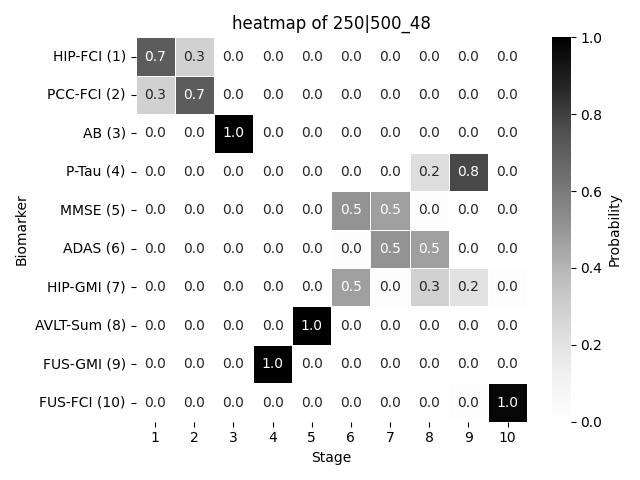 heatmap of 250|500_48
HIP-FCI (1) 0.7 0.3 0.0 0.0 0.0 0.0 0.0 0.0 0.0 0.0
PCC-FCI (2) 0.3 0.7 0.0 0.0 0.0 0.0 0.0 0.0 0.0 0.0
AB (3) 0.0 0.0 1.0 0.0 0.0 0.0 0.0 0.0 0.0 0.0
P-Tau (4) 0.0 0.0 0.0 0.0 0.0 0.0 0.0 0.2 0.8 0.0
MMSE (5) 0.0 0.0 0.0 0.0 0.0 0.5 0.5 0.0 0.0 0.0
ADAS (6) 0.0 0.0 0.0 0.0 0.0 0.0 0.5 0.5 0.0 0.0
HIP-GMI (7) 0.0 0.0 0.0 0.0 0.0 0.5 0.0 0.3 0.2 0.0
AVLT-Sum (8) 0.0 0.0 0.0 0.0 1.0 0.0 0.0 0.0 0.0 0.0
FUS-GMI (9) 0.0 0.0 0.0 1.0 0.0 0.0 0.0 0.0 0.0 0.0
FUS-FCI (10) 0.0 0.0 0.0 0.0 0.0 0.0 0.0 0.0 0.0 1.0
1 2 3 4 5 6 7 8 9 10
Stage
Biomarker
1.0
0.8
0.6
0.4
0.2
0.0
Probability